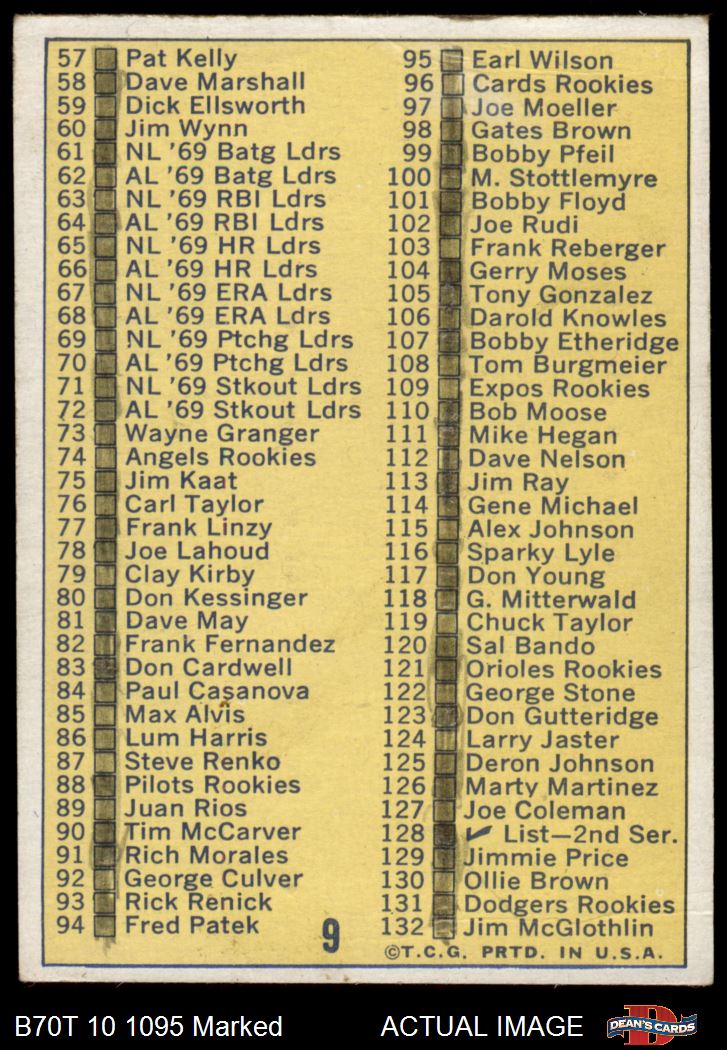 57 Pat Kelly
58 Dave Marshall
59 Dick Ellsworth
60 Jim Wynn
61 NL '69 Batg Ldrs
62 AL '69 Batg Ldrs
63 NL '69 RBI Ldrs
64 AL '69 RBI Ldrs
65 NL '69 HR Ldrs
66 AL '69 HR Ldrs
67 NL '69 ERA Ldrs
68 AL '69 ERA Ldrs
69 NL '69 Ptchg Ldrs
70 AL '69 Ptchg Ldrs
71 NL '69 Stkout Ldrs
72 AL '69 Stkout Ldrs
73 Wayne Granger
74 Angels Rookies
75 Jim Kaat
76 Carl Taylor
77 Frank Linzy
78 Joe Lahoud
79 Clay Kirby
80 Don Kessinger
81 Dave May
82 Frank Fernandez
83 Don Cardwell
84 Paul Casanova
85 Max Alvis
86 Lum Harris
87 Steve Renko
88 Pilots Rookies
89 Juan Rios
90 Tim McCarver
91 Rich Morales
92 George Culver
93 Rick Renick
94 Fred Patek
95 Earl Wilson
96 Cards Rookies
97 Joe Moeller
98 Gates Brown
99 Bobby Pfeil
100 M. Stottlemyre
101 Bobby Floyd
102 Joe Rudi
103 Frank Reberger
104 Gerry Moses
105 Tony Gonzalez
106 Darold Knowles
107 Bobby Etheridge
108 Tom Burgmeier
109 Expos Rookies
110 Bob Moose
111 Mike Hegan
112 Dave Nelson
113 Jim Ray
114 Gene Michael
115 Alex Johnson
116 Sparky Lyle
117 Don Young
118 G. Mitterwald
119 Chuck Taylor
120 Sal Bando
121 Orioles Rookies
122 George Stone
123 Don Gutteridge
124 Larry Jaster
125 Deron Johnson
126 Marty Martinez
127 Joe Coleman
128 ✓ List—2nd Ser.
129 Jimmie Price
130 Ollie Brown
131 Dodgers Rookies
132 Jim McGlothlin
9
©T.C.G. PRTD. IN U.S.A.
B70T 10 1095 Marked
ACTUAL IMAGE
D
DEAN'S CARDS